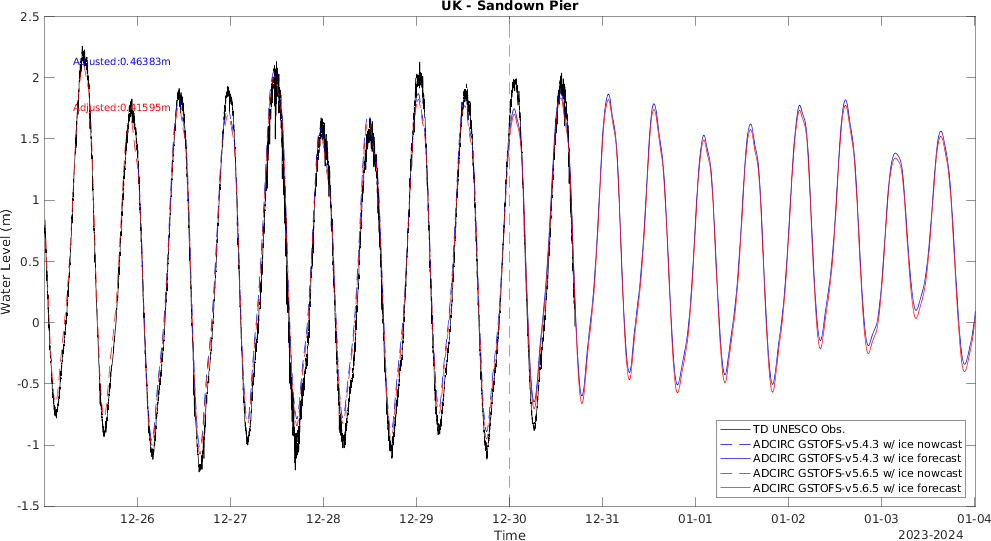 UK - Sandown Pier
2.5
2
1.5
1
0.5
0
-0.5
-1
-1.5
Water Level (m)
Adjusted:0.46383m
Adjusted:0.41595m
TD UNESCO Obs.
ADCIRC GSTOFS-v5.4.3 w/ ice nowcast
ADCIRC GSTOFS-v5.4.3 w/ ice forecast
ADCIRC GSTOFS-v5.6.5 w/ ice nowcast
ADCIRC GSTOFS-v5.6.5 w/ ice forecast
12-26 12-27 12-28 12-29 12-30 12-31 01-01 01-02 01-03 01-04
Time
2023-2024